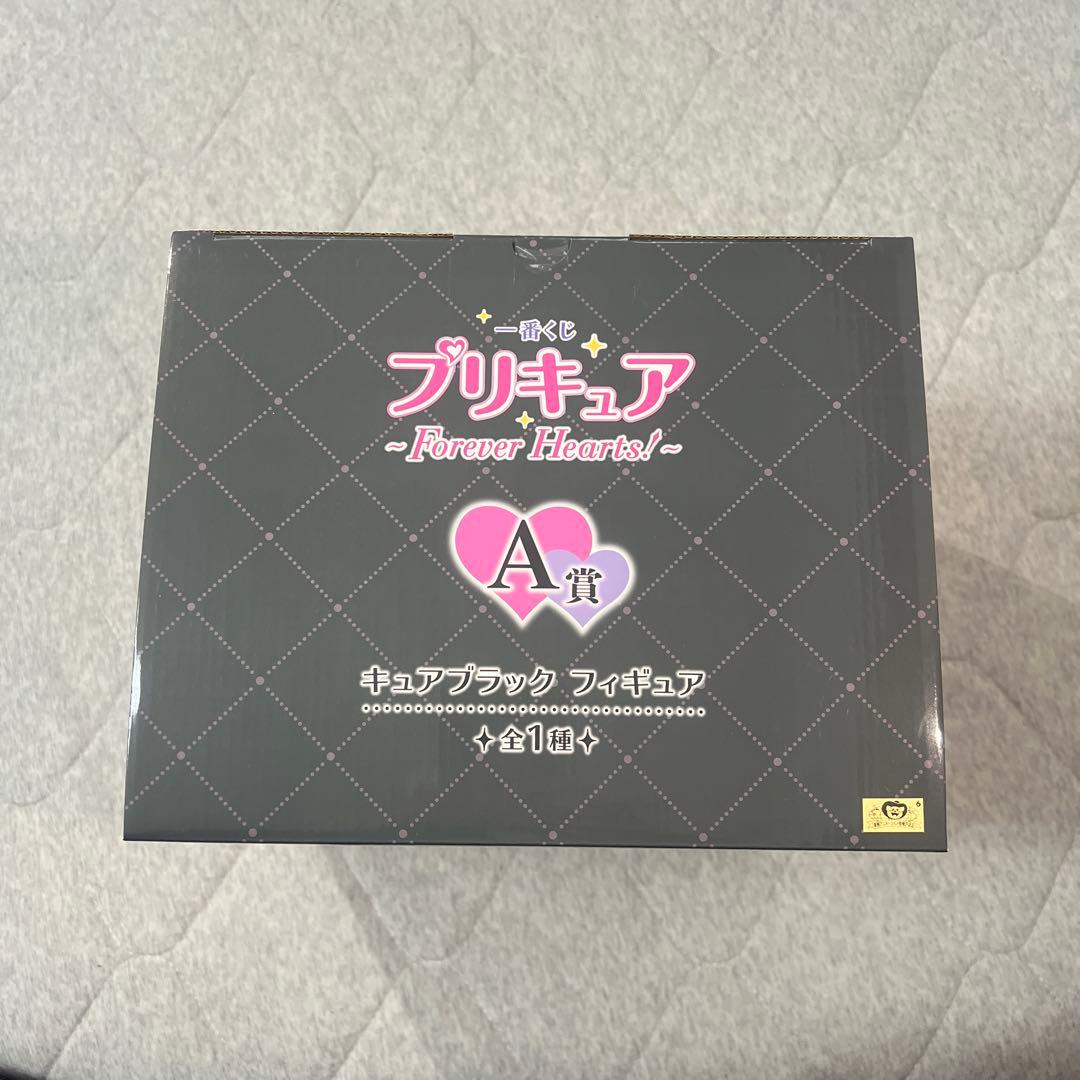 一番くじ
プリキュア
~Forever Hearts!~
A賞
キュアブラック フィギュア
全1種
6